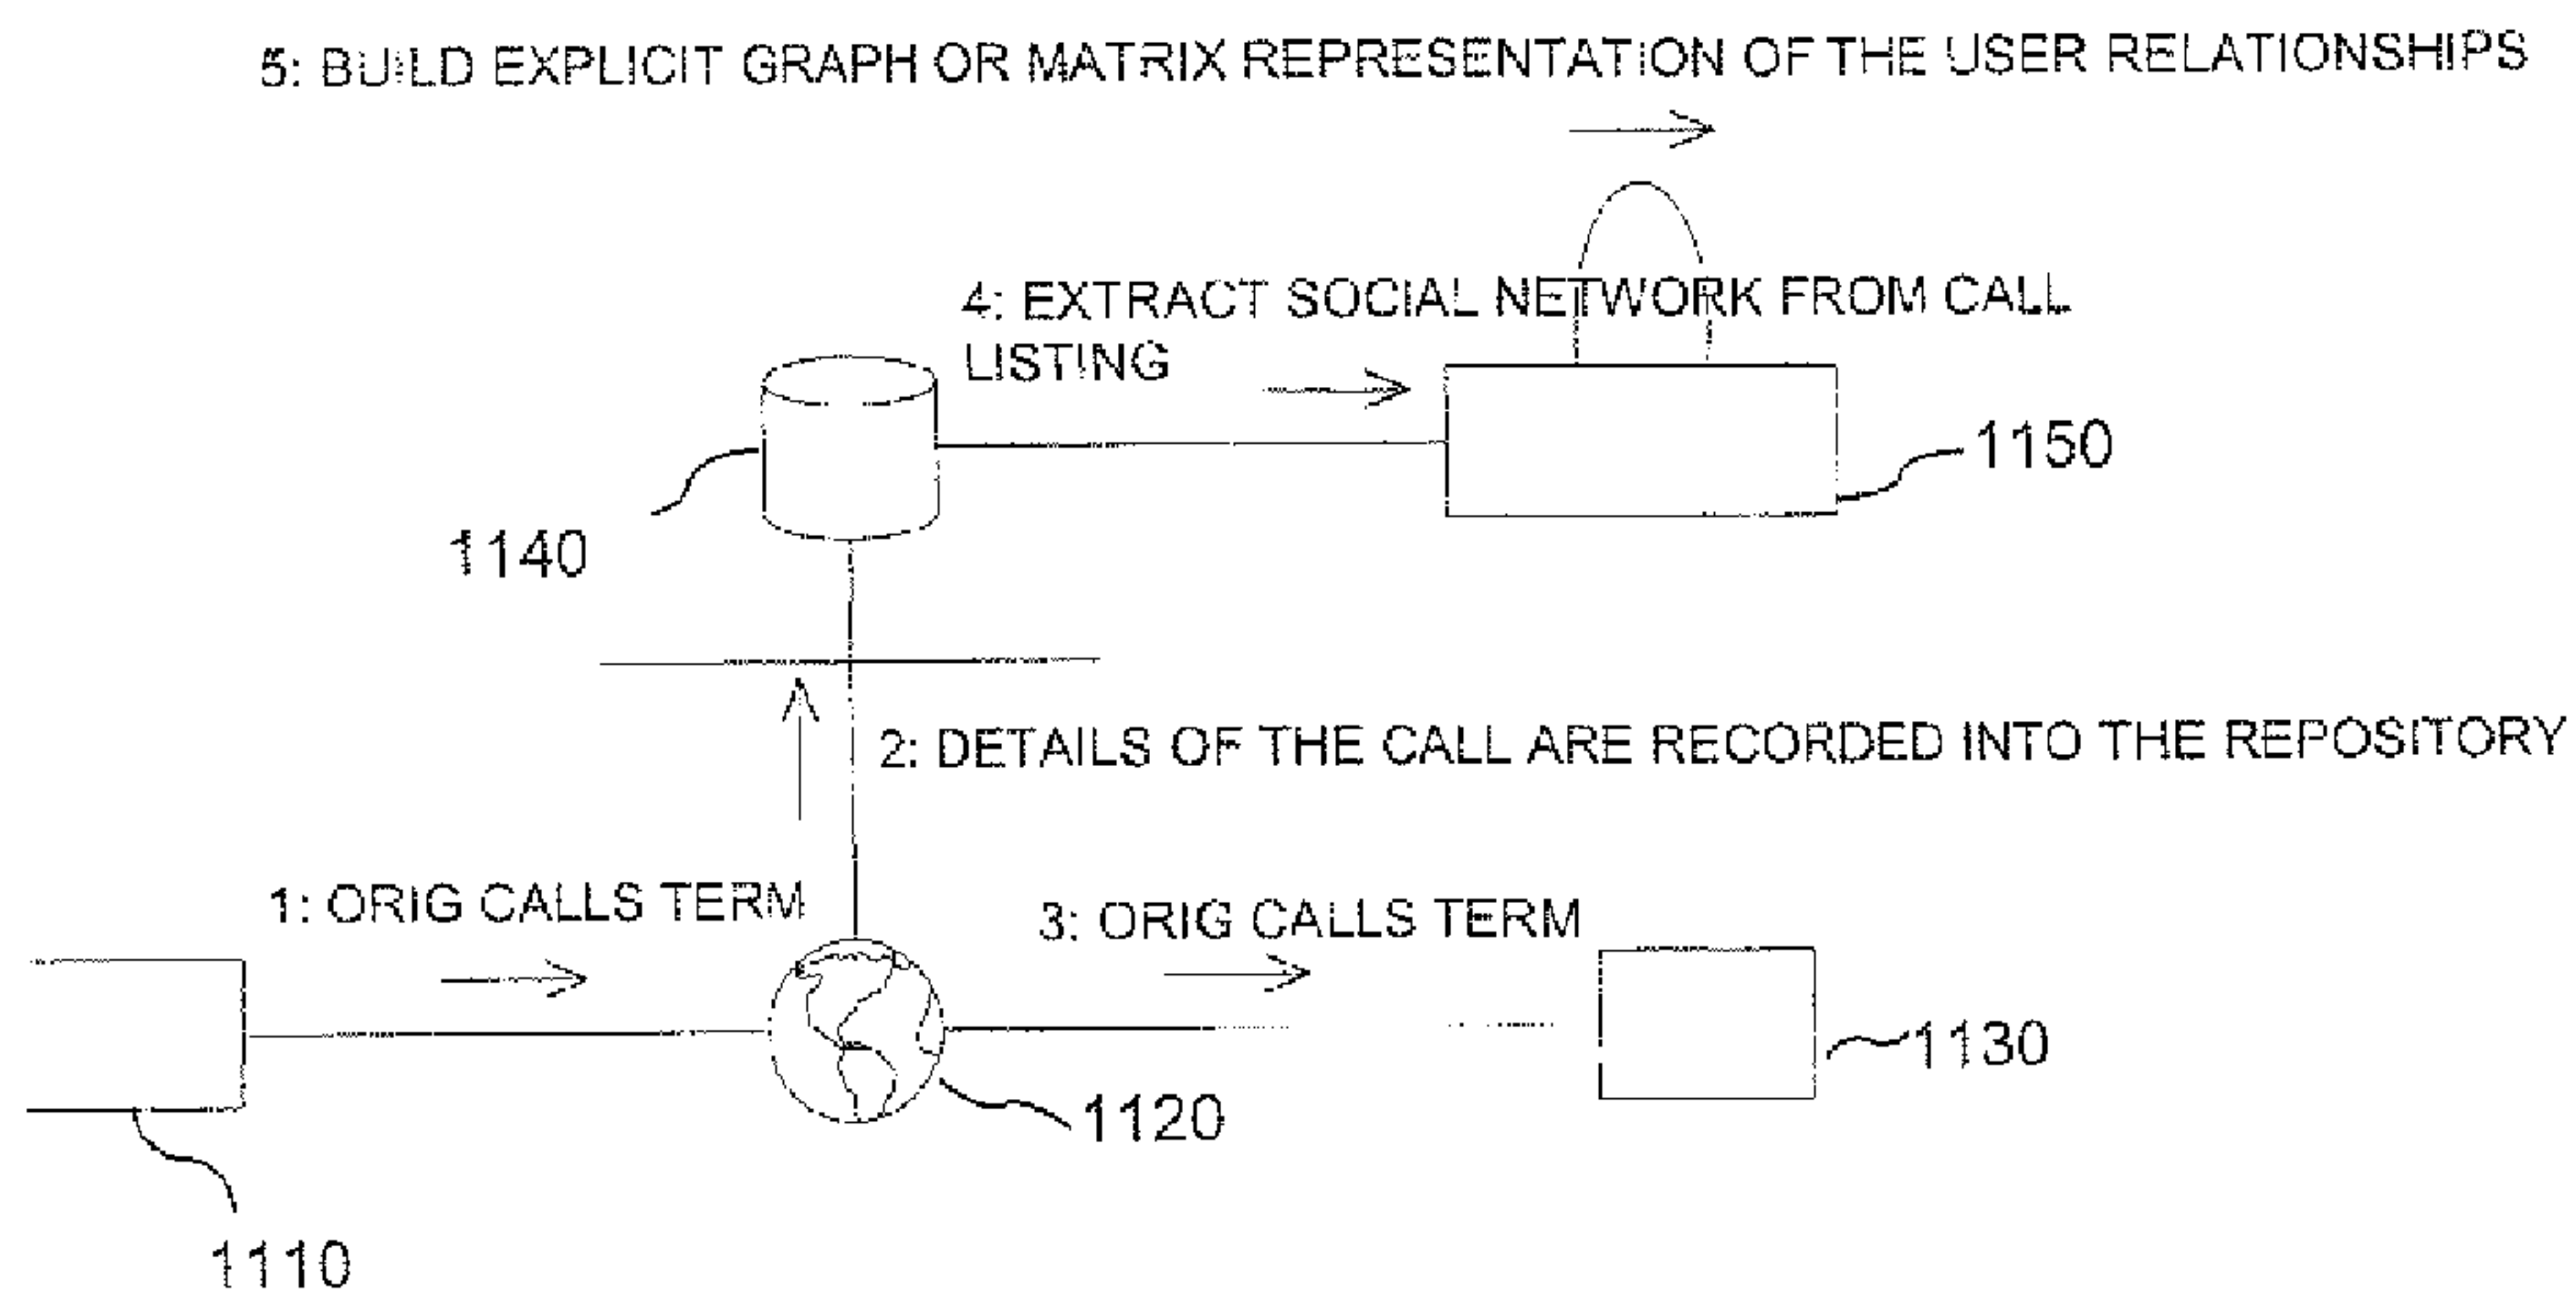 5: BUILD EXPLICIT GRAPH OR MATRIX REPRESENTATION OF THE USER RELATIONSHIPS
4: EXTRACT SOCIAL NETWORK FROM CALL
LISTING
1150
1140
2: DETAILS OF THE CALL ARE RECORDED INTO THE REPOSITORY
1: ORIG CALLS TERM
3: ORIG CALLS TERM
1130
1120
1110